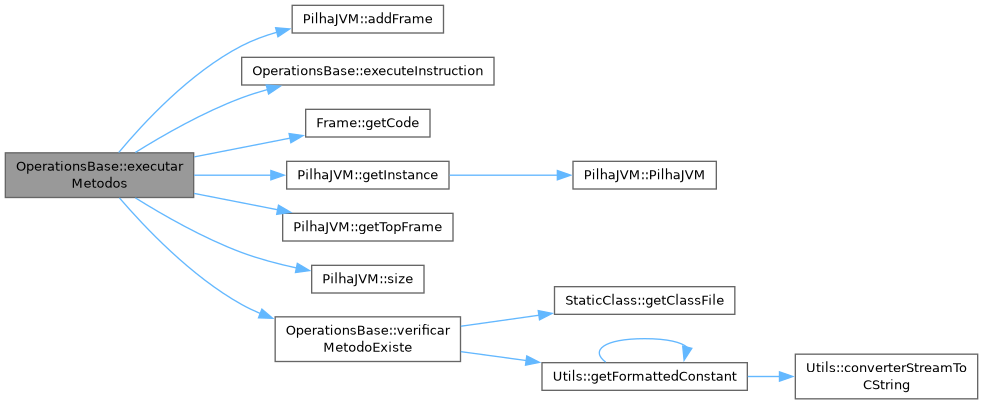 PilhaJVM::addFrame
OperationsBase::executeInstruction
Frame::getCode
OperationsBase::executar
Metodos
PilhaJVM::getInstance
PilhaJVM::PilhaJVM
PilhaJVM::getTopFrame
PilhaJVM::size
StaticClass::getClassFile
OperationsBase::verificar
MetodoExiste
Utils::getFormattedConstant
Utils::converterStreamTo
CString